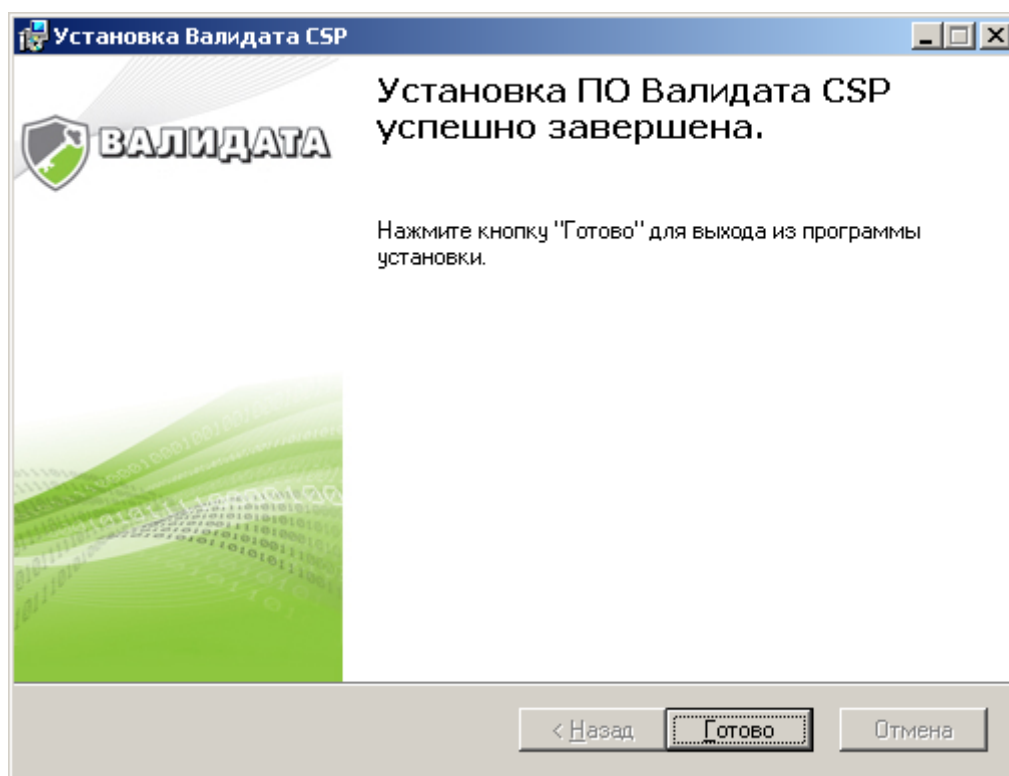 Установка Валидата CSP
ВАЛИДАТА
Установка ПО Валидата CSP
успешно завершена.
Нажмите кнопку "Готово" для выхода из программы
установки.
< Назад
Готово
Отмена